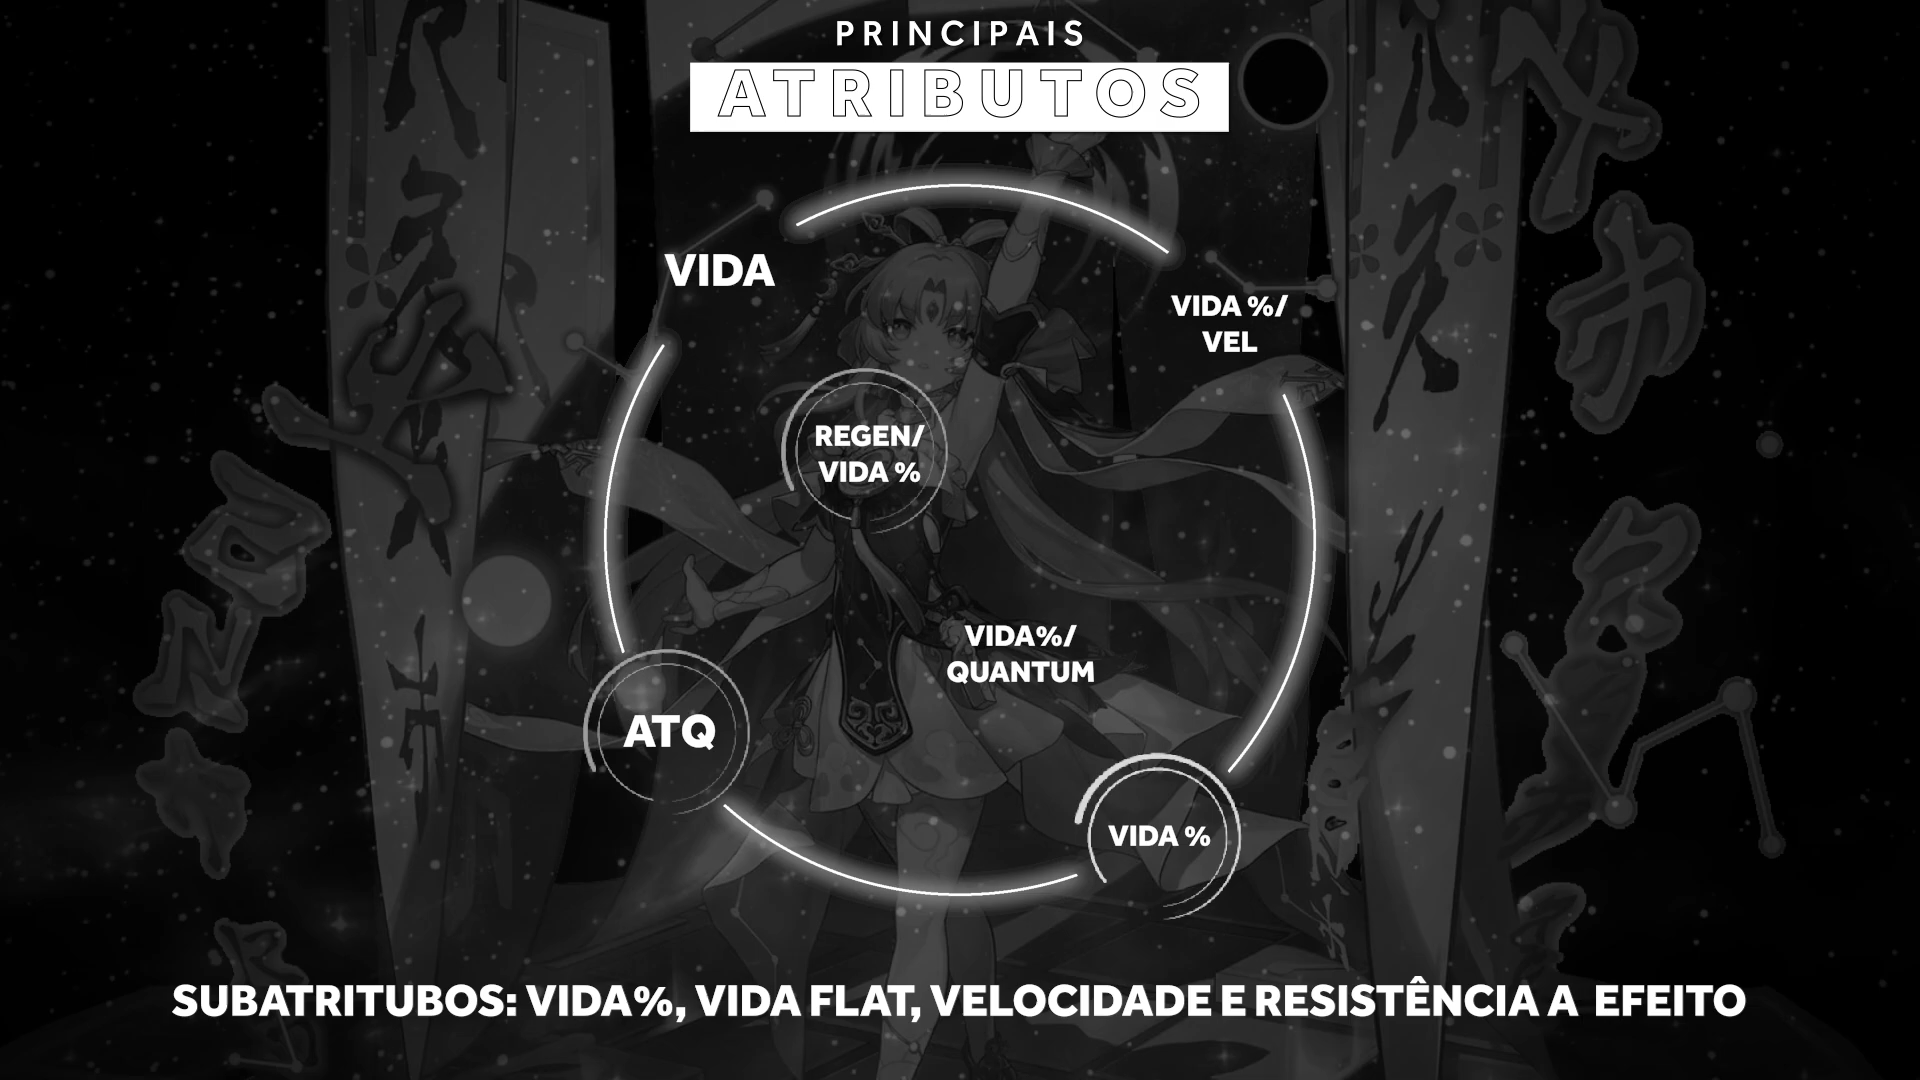 PRINCIPAIS
ATRIBUTOS
VIDA
VIDA %/
VEL
REGEN/
VIDA %
VIDA%/
QUANTUM
ATQ
VIDA %
SUBATRITUBOS: VIDA%, VIDA FLAT, VELOCIDADE E RESISTÊNCIA A EFEITO